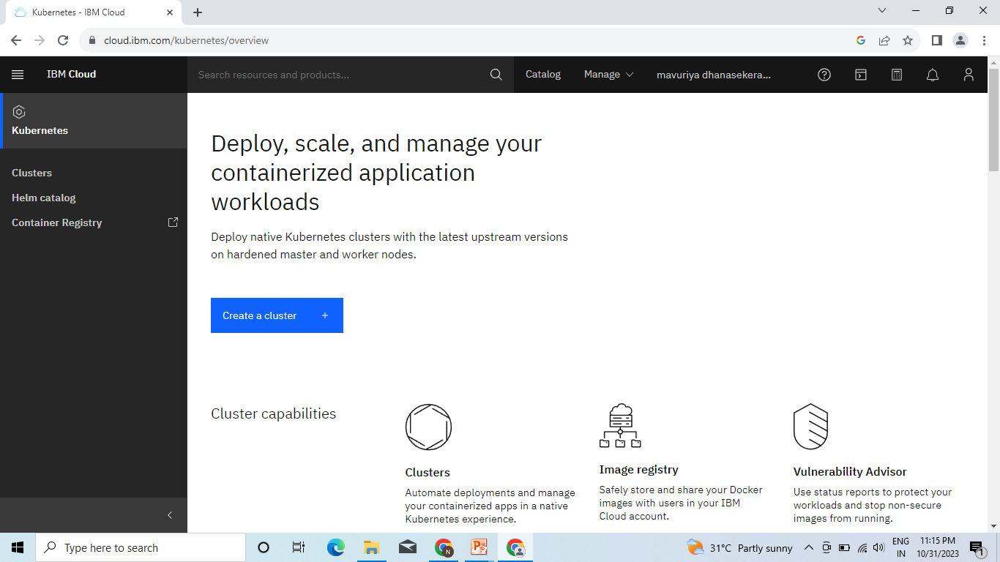 Kubernetes - IBM Cloud
cloud.ibm.com/kubernetes/overview
IBM Cloud
Search resources and products...
Catalog
Manage
mavuriya dhanasekera...
Kubernetes
Clusters
Helm catalog
Container Registry
Deploy, scale, and manage your
containerized application
workloads
Deploy native Kubernetes clusters with the latest upstream versions
on hardened master and worker nodes.
Create a cluster +
Cluster capabilities
Clusters
Automate deployments and manage
your containerized apps in a native
Kubernetes experience.
Image registry
Safely store and share your Docker
images with users in your IBM
Cloud account.
Vulnerability Advisor
Use status reports to protect your
workloads and stop non-secure
images from running.
Type here to search
N
P
31°C Partly sunny
ENG
IN
11:15 PM
10/31/2023
1